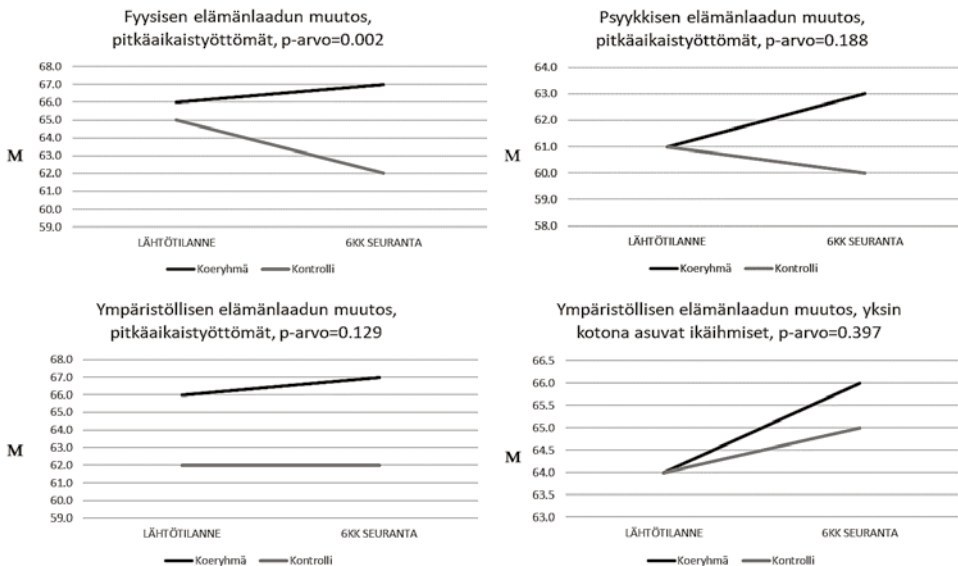 Fyysisen elämänlaadun muutos,
pitkäaikaistyöttömät, p-arvo=0.002
68.0
67.0
66.0
65.0
64.0
63.0
62.0
61.0
60.0
59.0
M
LÄHTÖTILANNE 6KK SEURANTA
Koeryhmä Kontrolli
Psyykkisen elämänlaadun muutos,
pitkäaikaistyöttömät, p-arvo=0.188
64.0
63.0
62.0
61.0
60.0
59.0
58.0
M
LÄHTÖTILANNE 6KK SEURANTA
Koeryhmä Kontrolli
Ympäristöllisen elämänlaadun muutos,
pitkäaikaistyöttömät, p-arvo=0.129
68.0
67.0
66.0
65.0
64.0
63.0
62.0
61.0
60.0
59.0
M
LÄHTÖTILANNE 6KK SEURANTA
Koeryhmä Kontrolli
Ympäristöllisen elämänlaadun muutos, yksin
kotona asuvat ikäihmiset, p-arvo=0.397
66.5
66.0
65.5
65.0
64.5
64.0
63.5
63.0
M
LÄHTÖTILANNE 6KK SEURANTA
Koeryhmä Kontrolli